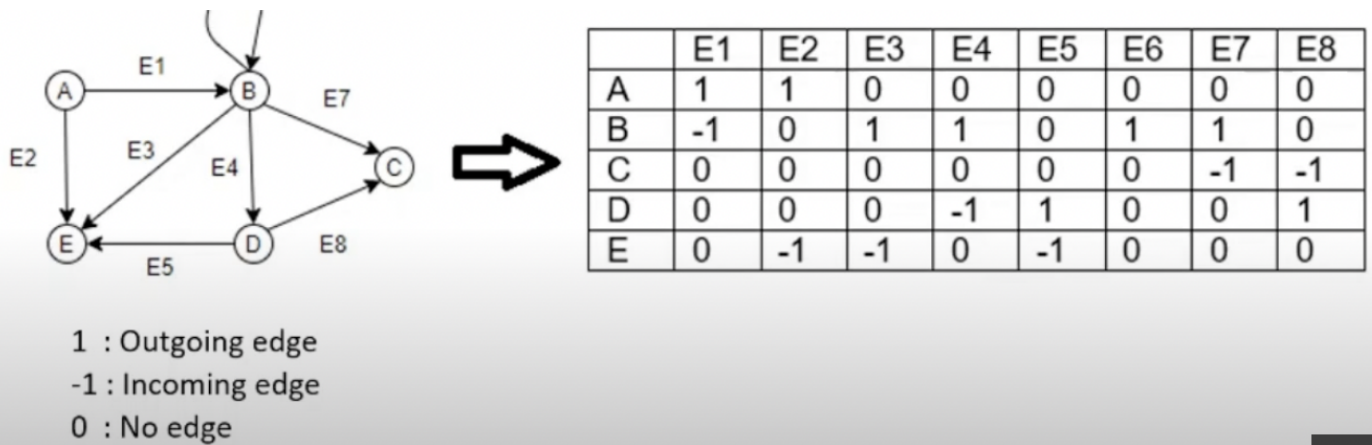 E1
A
B
E7
E2
E3
E4
C
E
D
E5
E8
E1 E2 E3 E4 E5 E6 E7 E8
A 1 1 0 0 0 0 0 0
B -1 0 1 1 0 1 1 0
C 0 0 0 0 0 0 -1 -1
D 0 0 0 -1 1 0 0 1
E 0 -1 -1 0 -1 0 0 0
1 : Outgoing edge
-1 : Incoming edge
0 : No edge